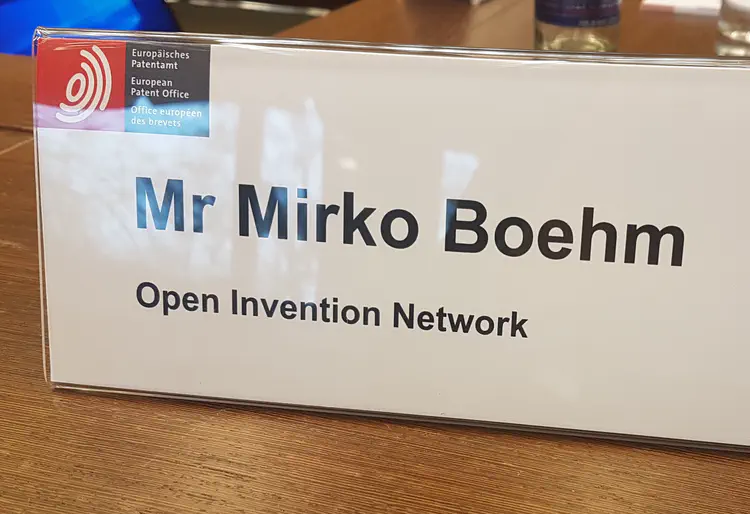 Europäisches
Patentamt
European
Patent Office
Office européen
des brevets
Mr Mirko Boehm
Open Invention Network